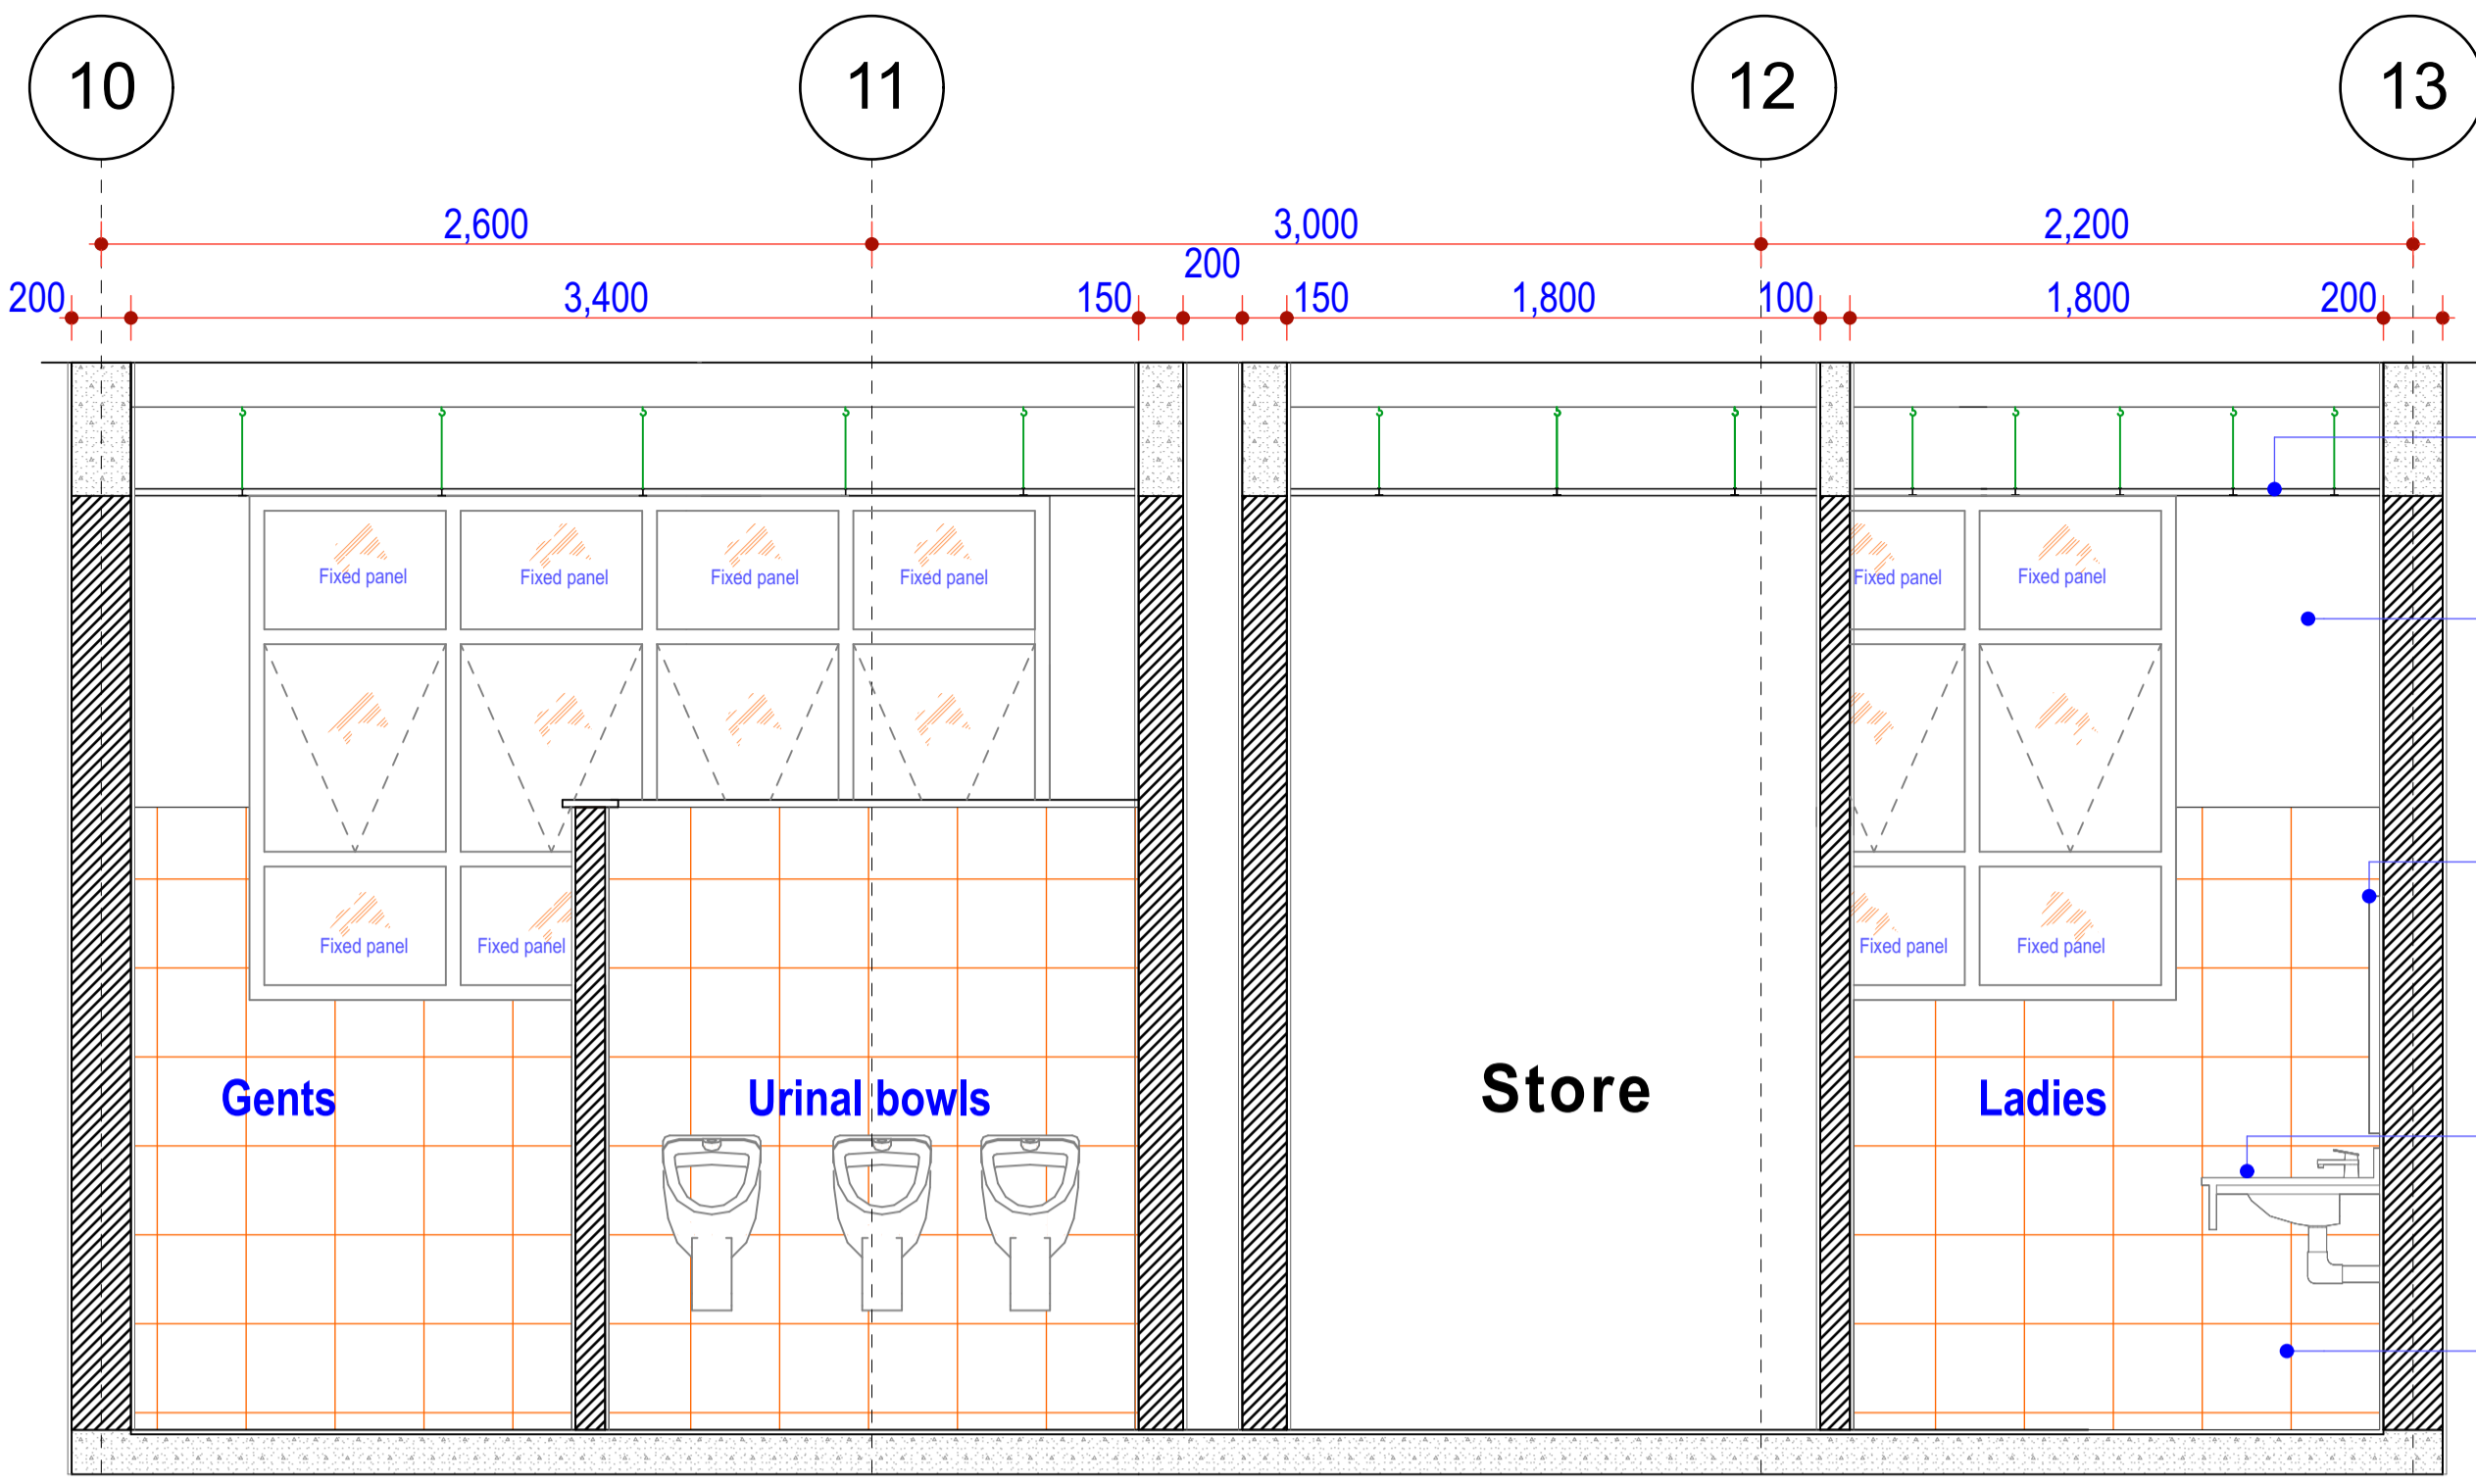 10 11 12 13
2,600 3,000 2,200
200
200 3,400 150 150 1,800 100 1,800 200
Fixed panel Fixed panel Fixed panel Fixed panel Fixed panel Fixed panel
Fixed panel Fixed panel Fixed panel Fixed panel
Gents Urinal bowls Store Ladies